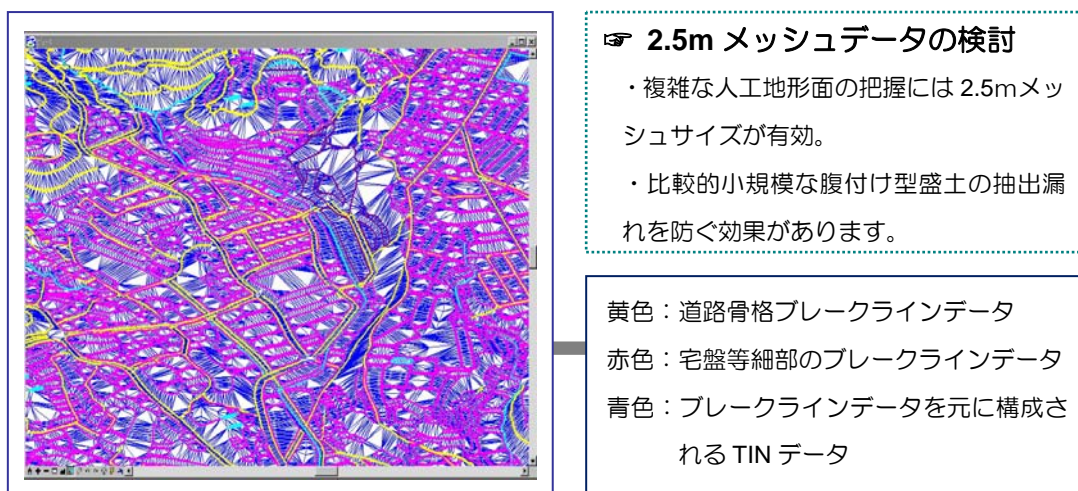 ☞ 2.5m メッシュデータの検討
・複雑な人工地形面の把握には 2.5mメッ
シュサイズが有効。
・比較的小規模な腹付け型盛土の抽出漏
れを防ぐ効果があります。
黄色：道路骨格ブレークラインデータ
赤色：宅盤等細部のブレークラインデータ
青色：ブレークラインデータを元に構成さ
れる TIN データ